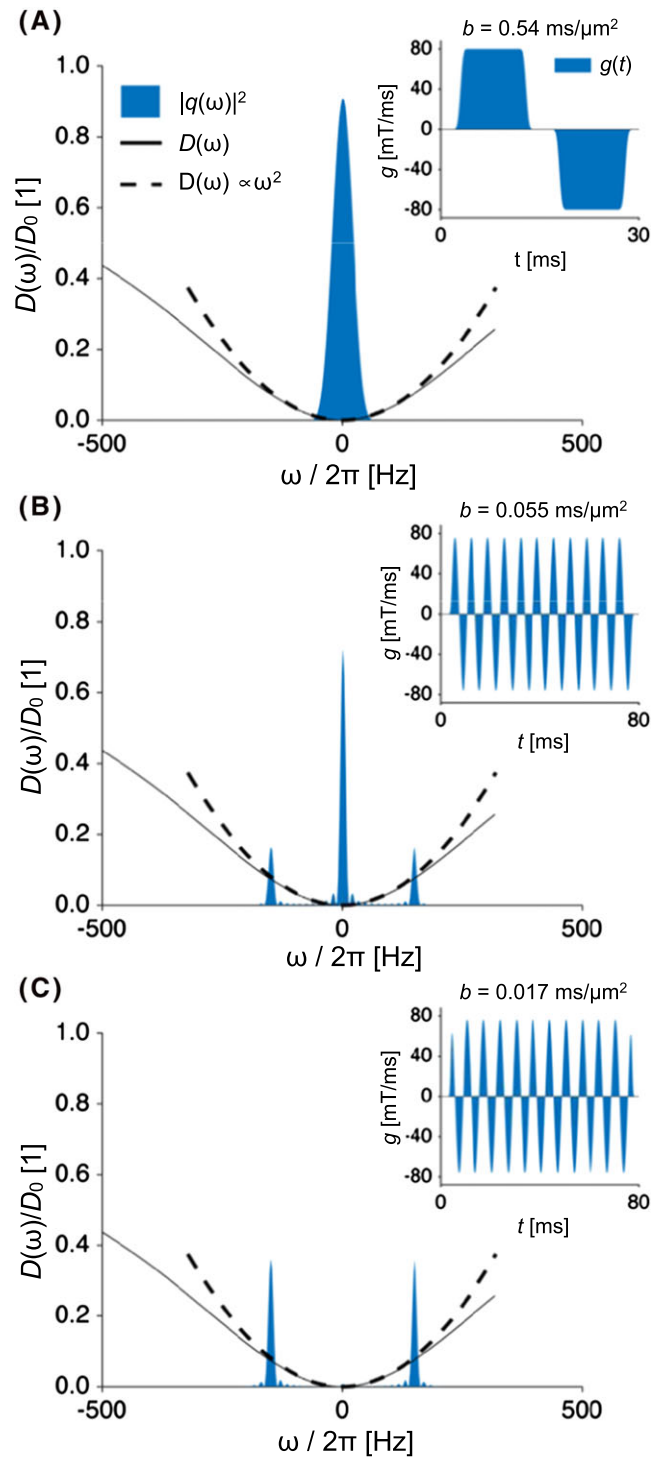 (A)
b = 0.54 ms/µm²
80
40
0
-40
-80
g [mT/ms]
g(t)
0
30
t [ms]
1.0
0.8
0.6
0.4
0.2
0.0
D(ω)/D₀ [1]
|q(ω)|²
D(ω)
D(ω) ∝ω²
-500
0
500
ω / 2π [Hz]
(B)
b = 0.055 ms/µm²
80
40
0
-40
-80
g [mT/ms]
0
80
t [ms]
1.0
0.8
0.6
0.4
0.2
0.0
D(ω)/D₀ [1]
-500
0
500
ω / 2π [Hz]
(C)
b = 0.017 ms/µm²
80
40
0
-40
-80
g [mT/ms]
0
80
t [ms]
1.0
0.8
0.6
0.4
0.2
0.0
D(ω)/D₀ [1]
-500
0
500
ω / 2π [Hz]